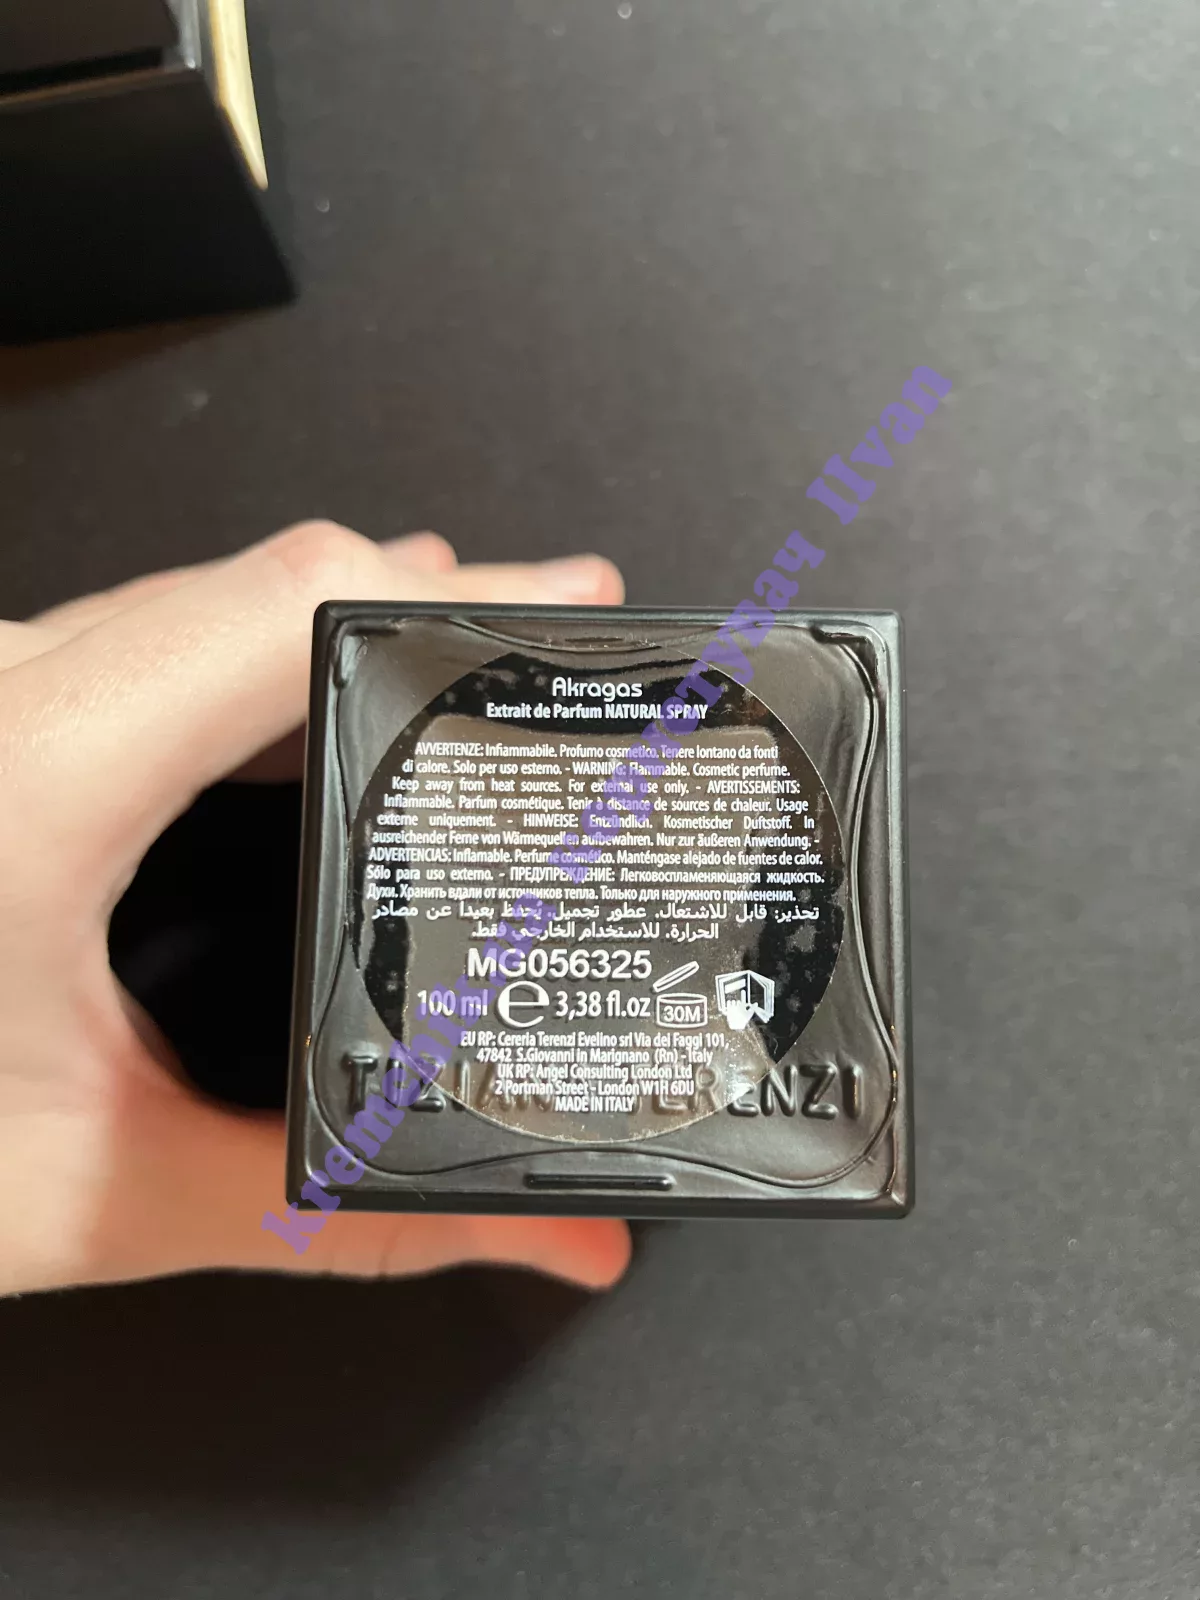 Akragas
Extrait de Parfum NATURAL SPRAY
AVVERTENZE: Infiammabile. Profumo cosmetico. Tenere lontano da fonti
di calore. Solo per uso esterno. - WARNING: Flammable. Cosmetic perfume.
Keep away from heat sources. For external use only. - AVERTISSEMENTS:
Inflammable. Parfum cosmétique. Tenir à distance de sources de chaleur. Usage
externe uniquement. - HINWEISE: Entzündlich. Kosmetischer Duftstoff. In
ausreichender Ferne von Wärmequellen aufbewahren. Nur zur äußeren Anwendung. -
ADVERTENCIAS: Inflamable. Perfume cosmético. Manténgase alejado de fuentes de calor.
Sólo para uso externo. - ПРЕДУПРЕЖДЕНИЕ: Легковоспламеняющаяся жидкость.
Духи. Хранить вдали от источников тепла. Только для наружного применения.
تحذير: قابل للاشتعال. عطور تجميل. يحفظ بعيدا عن مصادر
الحرارة. للاستخدام الخارجي فقط.
MG056325
100 ml e 3,38 fl.oz 30M
EU RP: Cereria Terenzi Evelino srl Via del Faggi 101,
47842 S.Giovanni in Marignano (Rn) - Italy
UK RP: Angel Consulting London Ltd
2 Portman Street - London W1H 6DU
MADE IN ITALY
TIZIANA TERENZI
IIvan